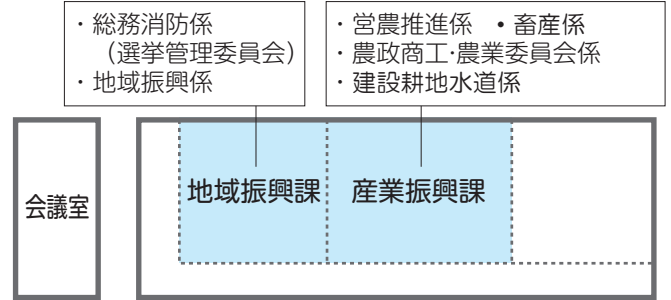 ・総務消防係
（選挙管理委員会）
・地域振興係
・営農推進係 ・畜産係
・農政商工・農業委員会係
・建設耕地水道係
会議室
地域振興課
産業振興課